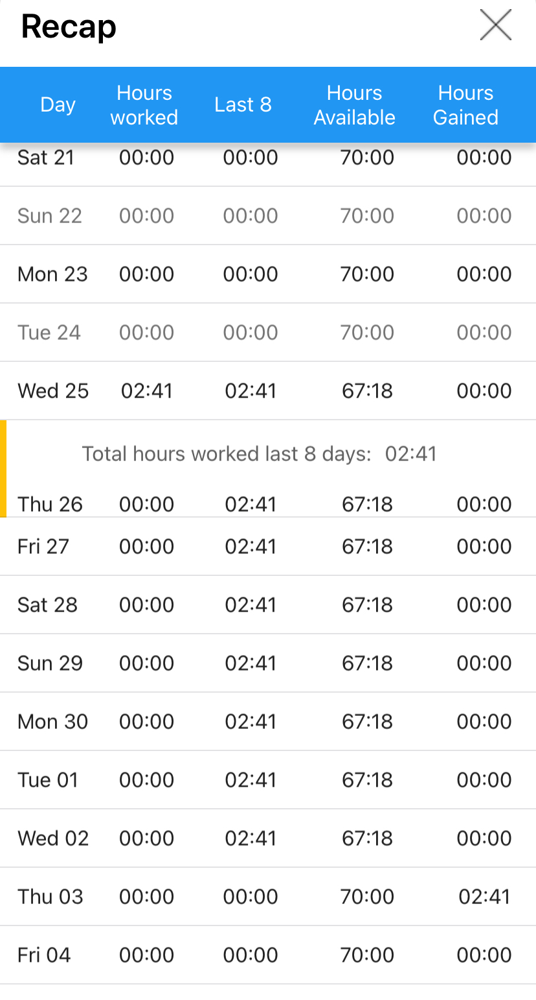 Recap
Day Hours worked Last 8 Hours Available Hours Gained
Sat 21 00:00 00:00 70:00 00:00
Sun 22 00:00 00:00 70:00 00:00
Mon 23 00:00 00:00 70:00 00:00
Tue 24 00:00 00:00 70:00 00:00
Wed 25 02:41 02:41 67:18 00:00
Total hours worked last 8 days: 02:41
Thu 26 00:00 02:41 67:18 00:00
Fri 27 00:00 02:41 67:18 00:00
Sat 28 00:00 02:41 67:18 00:00
Sun 29 00:00 02:41 67:18 00:00
Mon 30 00:00 02:41 67:18 00:00
Tue 01 00:00 02:41 67:18 00:00
Wed 02 00:00 02:41 67:18 00:00
Thu 03 00:00 00:00 70:00 02:41
Fri 04 00:00 00:00 70:00 00:00